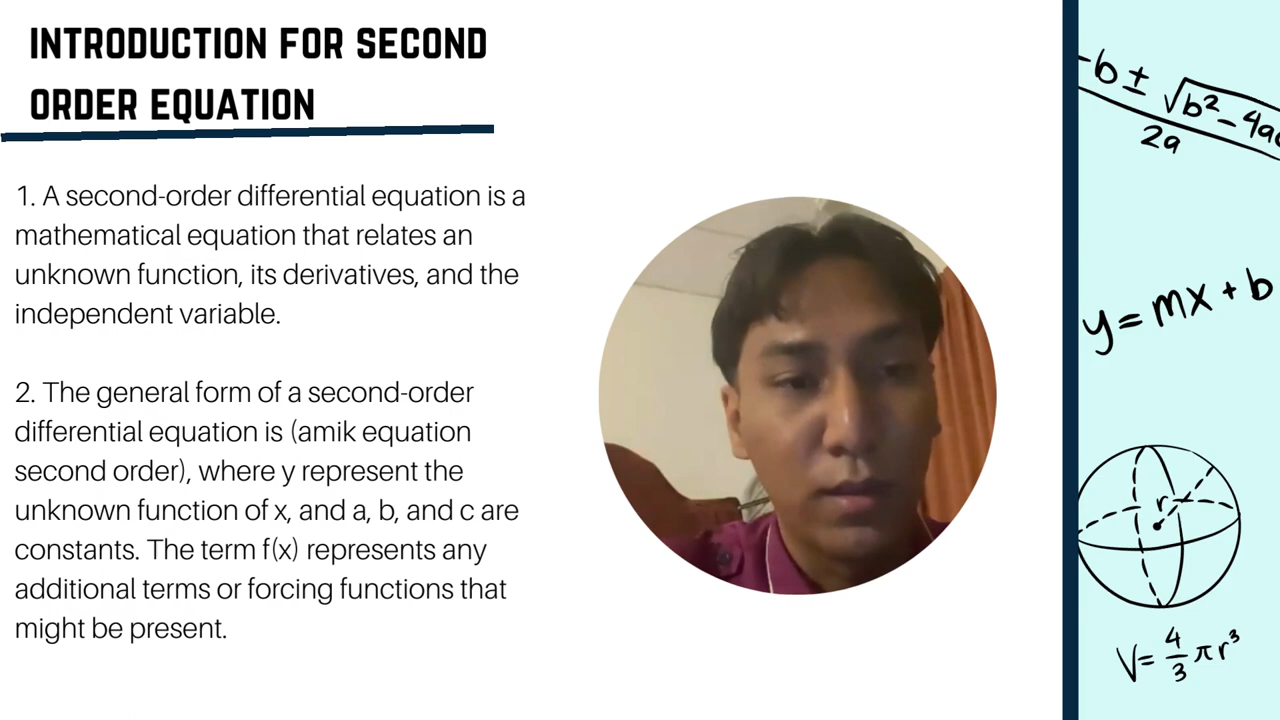 INTRODUCTION FOR SECOND
ORDER EQUATION
1. A second-order differential equation is a
mathematical equation that relates an
unknown function, its derivatives, and the
independent variable.
2. The general form of a second-order
differential equation is (amik equation
second order), where y represent the
unknown function of x, and a, b, and c are
constants. The term f(x) represents any
additional terms or forcing functions that
might be present.
-b ± √b² - 4ac
2a
y = mx + b
r
V = 4/3 πr³